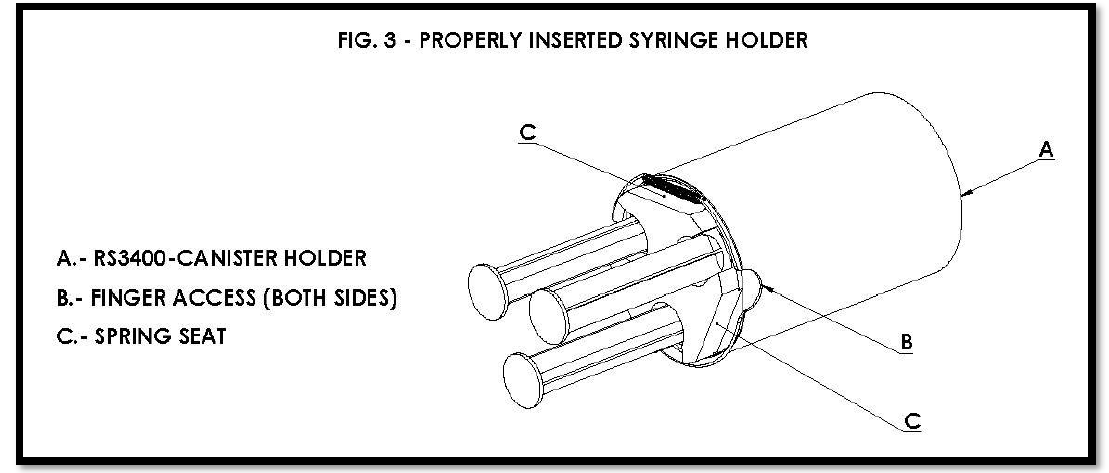 FIG. 3 - PROPERLY INSERTED SYRINGE HOLDER
C
A
A.- RS3400-CANISTER HOLDER
B.- FINGER ACCESS (BOTH SIDES)
C.- SPRING SEAT
B
C